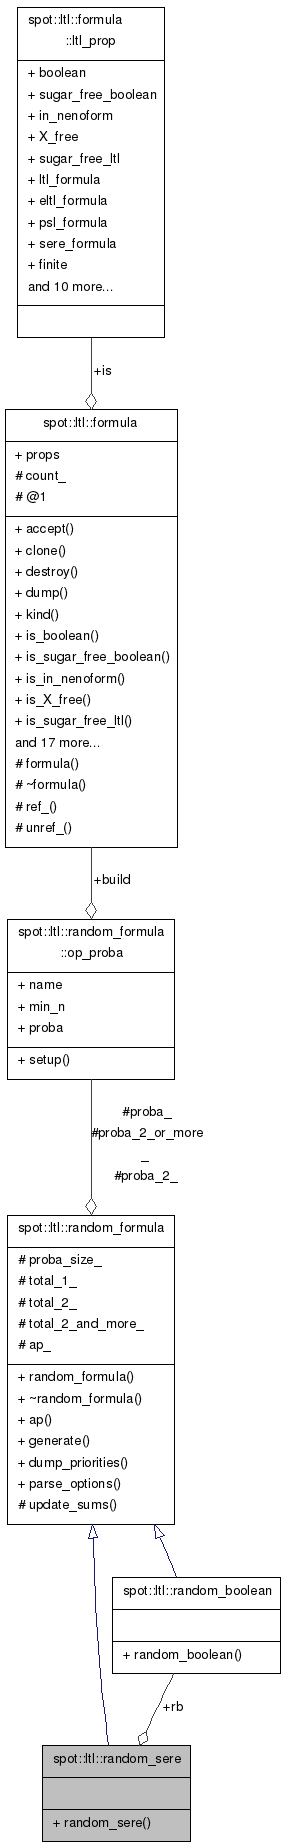 spot::ltl::formula
::ltl_prop
+ boolean
+ sugar_free_boolean
+ in_nenoform
+ X_free
+ sugar_free_ltl
+ ltl_formula
+ eltl_formula
+ psl_formula
+ sere_formula
+ finite
and 10 more...
+is
spot::ltl::formula
+ props
# count_
# @1
+ accept()
+ clone()
+ destroy()
+ dump()
+ kind()
+ is_boolean()
+ is_sugar_free_boolean()
+ is_in_nenoform()
+ is_X_free()
+ is_sugar_free_ltl()
and 17 more...
# formula()
# ~formula()
# ref_()
# unref_()
+build
spot::ltl::random_formula
::op_proba
+ name
+ min_n
+ proba
+ setup()
#proba_
#proba_2_or_more
_
#proba_2_
spot::ltl::random_formula
# proba_size_
# total_1_
# total_2_
# total_2_and_more_
# ap_
+ random_formula()
+ ~random_formula()
+ ap()
+ generate()
+ dump_priorities()
+ parse_options()
# update_sums()
spot::ltl::random_boolean
+ random_boolean()
+rb
spot::ltl::random_sere
+ random_sere()